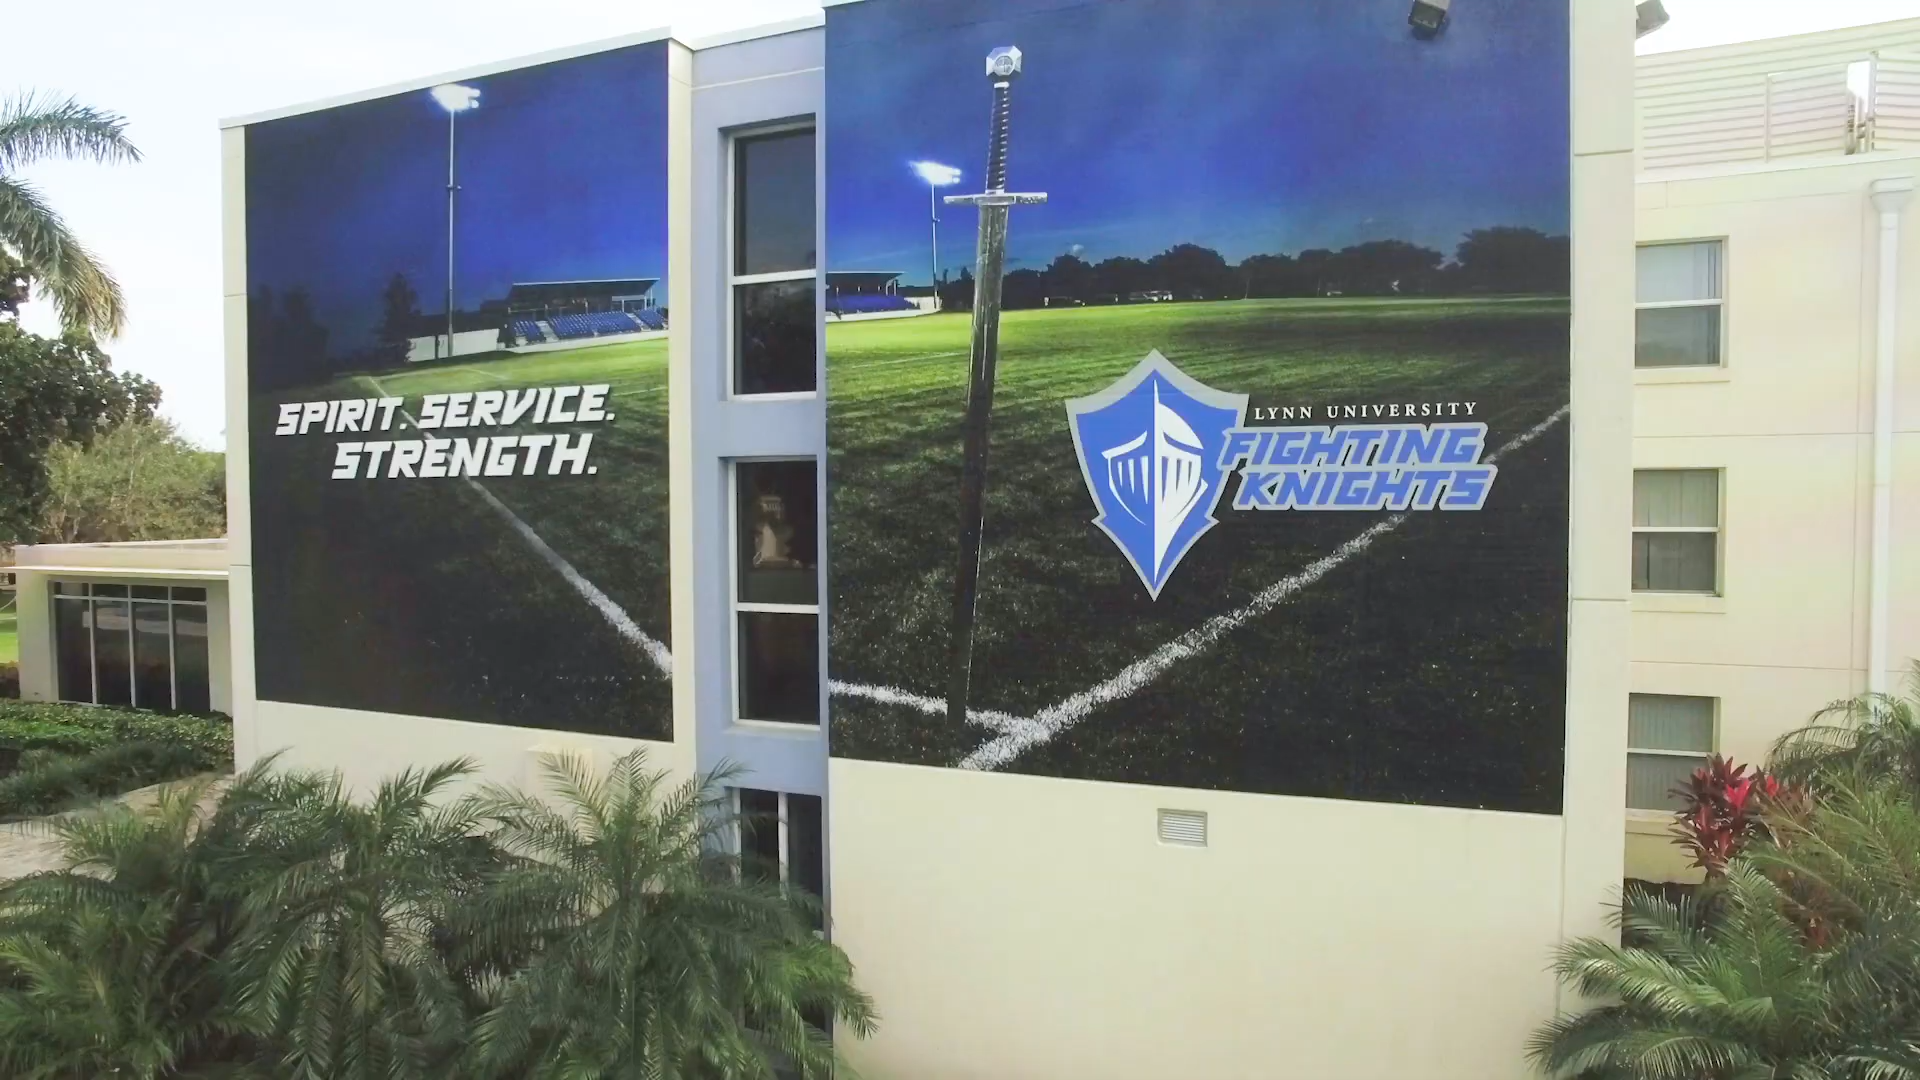 SPIRIT. SERVICE.
STRENGTH.
LYNN UNIVERSITY
FIGHTING
KNIGHTS